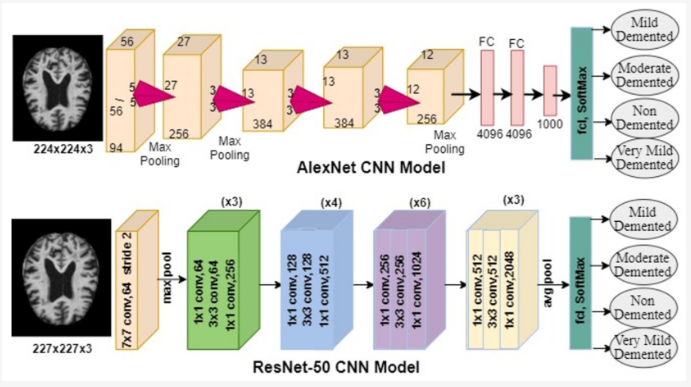 56
56
94
5
5
224x224x3
27
27
256
Max
Pooling
3
3
13
13
384
Max
Pooling
3
3
13
13
384
3
3
12
12
256
Max
Pooling
FC
FC
4096
4096
1000
fcl, SoftMax
Mild
Demented
Moderate
Demented
Non
Demented
Very Mild
Demented
AlexNet CNN Model
227x227x3
7x7 conv,64 stride 2
max pool
(x3)
1x1 conv,64
3x3 conv,64
1x1 conv,256
(x4)
1x1 conv,128
3x3 conv,128
1x1 conv,512
(x6)
1x1 conv,256
3x3 conv,256
1x1 conv,1024
(x3)
1x1 conv,512
3x3 conv,512
1x1 conv,2048
avg pool
fcl, SoftMax
Mild
Demented
Moderate
Demented
Non
Demented
Very Mild
Demented
ResNet-50 CNN Model